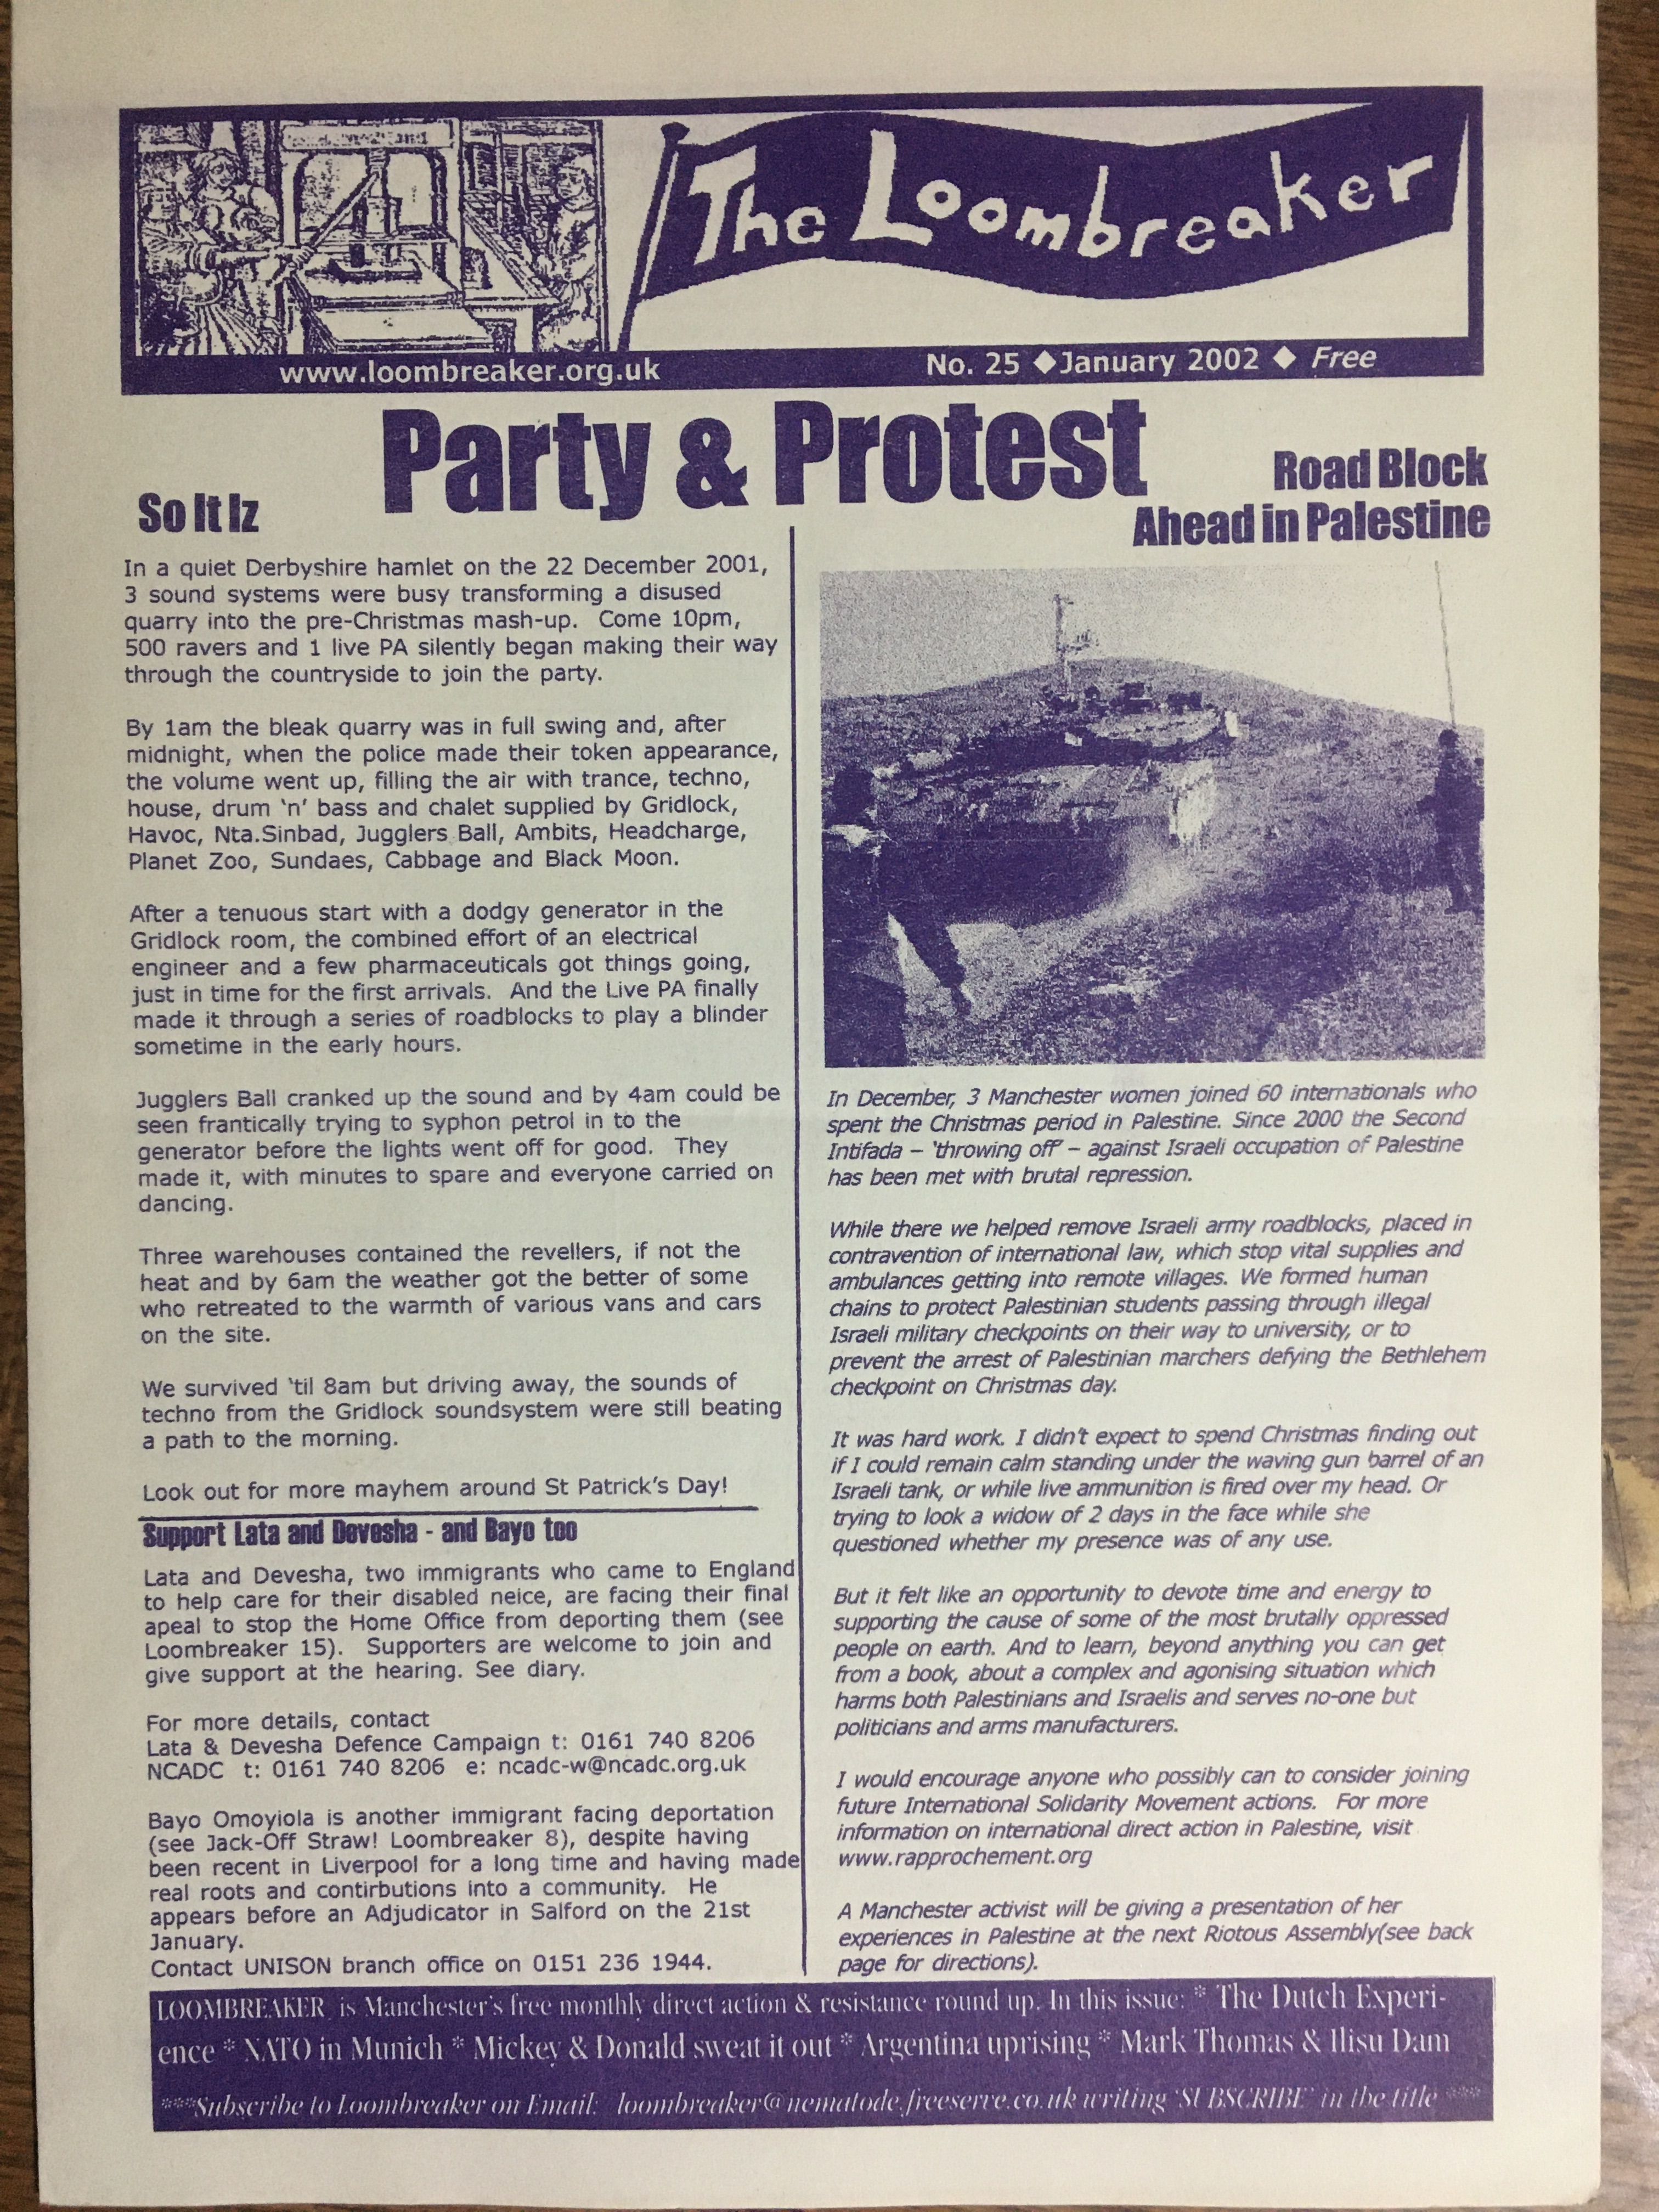 The Loombreaker
www.loombreaker.org.uk
No. 25 ◆January 2002 ◆ Free
Party & Protest
So It Iz
In a quiet Derbyshire hamlet on the 22 December 2001,
3 sound systems were busy transforming a disused
quarry into the pre-Christmas mash-up.  Come 10pm,
500 ravers and 1 live PA silently began making their way
through the countryside to join the party.
By 1am the bleak quarry was in full swing and, after
midnight, when the police made their token appearance,
the volume went up, filling the air with trance, techno,
house, drum ‘n’ bass and chalet supplied by Gridlock,
Havoc, Nta.Sinbad, Jugglers Ball, Ambits, Headcharge,
Planet Zoo, Sundaes, Cabbage and Black Moon.
After a tenuous start with a dodgy generator in the
Gridlock room, the combined effort of an electrical
engineer and a few pharmaceuticals got things going,
just in time for the first arrivals.  And the Live PA finally
made it through a series of roadblocks to play a blinder
sometime in the early hours.
Jugglers Ball cranked up the sound and by 4am could be
seen frantically trying to syphon petrol in to the
generator before the lights went off for good.  They
made it, with minutes to spare and everyone carried on
dancing.
Three warehouses contained the revellers, if not the
heat and by 6am the weather got the better of some
who retreated to the warmth of various vans and cars
on the site.
We survived ‘til 8am but driving away, the sounds of
techno from the Gridlock soundsystem were still beating
a path to the morning.
Look out for more mayhem around St Patrick’s Day!
Support Lata and Devesha - and Bayo too
Lata and Devesha, two immigrants who came to England
to help care for their disabled neice, are facing their final
apeal to stop the Home Office from deporting them (see
Loombreaker 15).  Supporters are welcome to join and
give support at the hearing. See diary.
For more details, contact
Lata & Devesha Defence Campaign t: 0161 740 8206
NCADC  t: 0161 740 8206  e: ncadc-w@ncadc.org.uk
Bayo Omoyiola is another immigrant facing deportation
(see Jack-Off Straw! Loombreaker 8), despite having
been recent in Liverpool for a long time and having made
real roots and contirbutions into a community.  He
appears before an Adjudicator in Salford on the 21st
January.
Contact UNISON branch office on 0151 236 1944.
Road Block
Ahead in Palestine
In December, 3 Manchester women joined 60 internationals who
spent the Christmas period in Palestine. Since 2000 the Second
Intifada – ‘throwing off’ – against Israeli occupation of Palestine
has been met with brutal repression.
While there we helped remove Israeli army roadblocks, placed in
contravention of international law, which stop vital supplies and
ambulances getting into remote villages. We formed human
chains to protect Palestinian students passing through illegal
Israeli military checkpoints on their way to university, or to
prevent the arrest of Palestinian marchers defying the Bethlehem
checkpoint on Christmas day.
It was hard work. I didn’t expect to spend Christmas finding out
if I could remain calm standing under the waving gun barrel of an
Israeli tank, or while live ammunition is fired over my head. Or
trying to look a widow of 2 days in the face while she
questioned whether my presence was of any use.
But it felt like an opportunity to devote time and energy to
supporting the cause of some of the most brutally oppressed
people on earth. And to learn, beyond anything you can get
from a book, about a complex and agonising situation which
harms both Palestinians and Israelis and serves no-one but
politicians and arms manufacturers.
I would encourage anyone who possibly can to consider joining
future International Solidarity Movement actions.  For more
information on international direct action in Palestine, visit
www.rapprochement.org
A Manchester activist will be giving a presentation of her
experiences in Palestine at the next Riotous Assembly(see back
page for directions).
LOOMBREAKER is Manchester’s free monthly direct action & resistance round up. In this issue: * The Dutch Experi-
ence * NATO in Munich * Mickey & Donald sweat it out * Argentina uprising * Mark Thomas & Ilisu Dam
***Subscribe to Loombreaker on Email:  loombreaker@nematode.freeserve.co.uk writing ‘SUBSCRIBE’ in the title ***